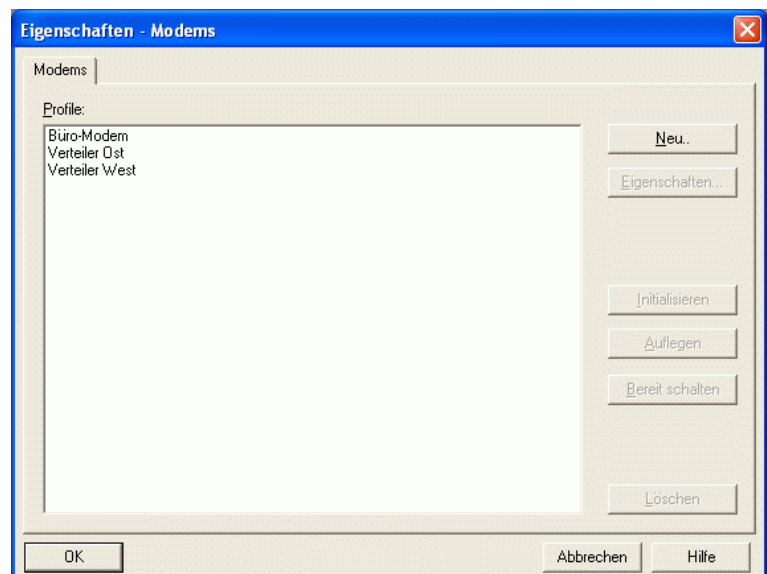 Eigenschaften - Modems
Modems
Profile:
Büro-Modem
Verteiler Ost
Verteiler West
Neu..
Eigenschaften...
Initialisieren
Auflegen
Bereit schalten
Löschen
OK
Abbrechen
Hilfe